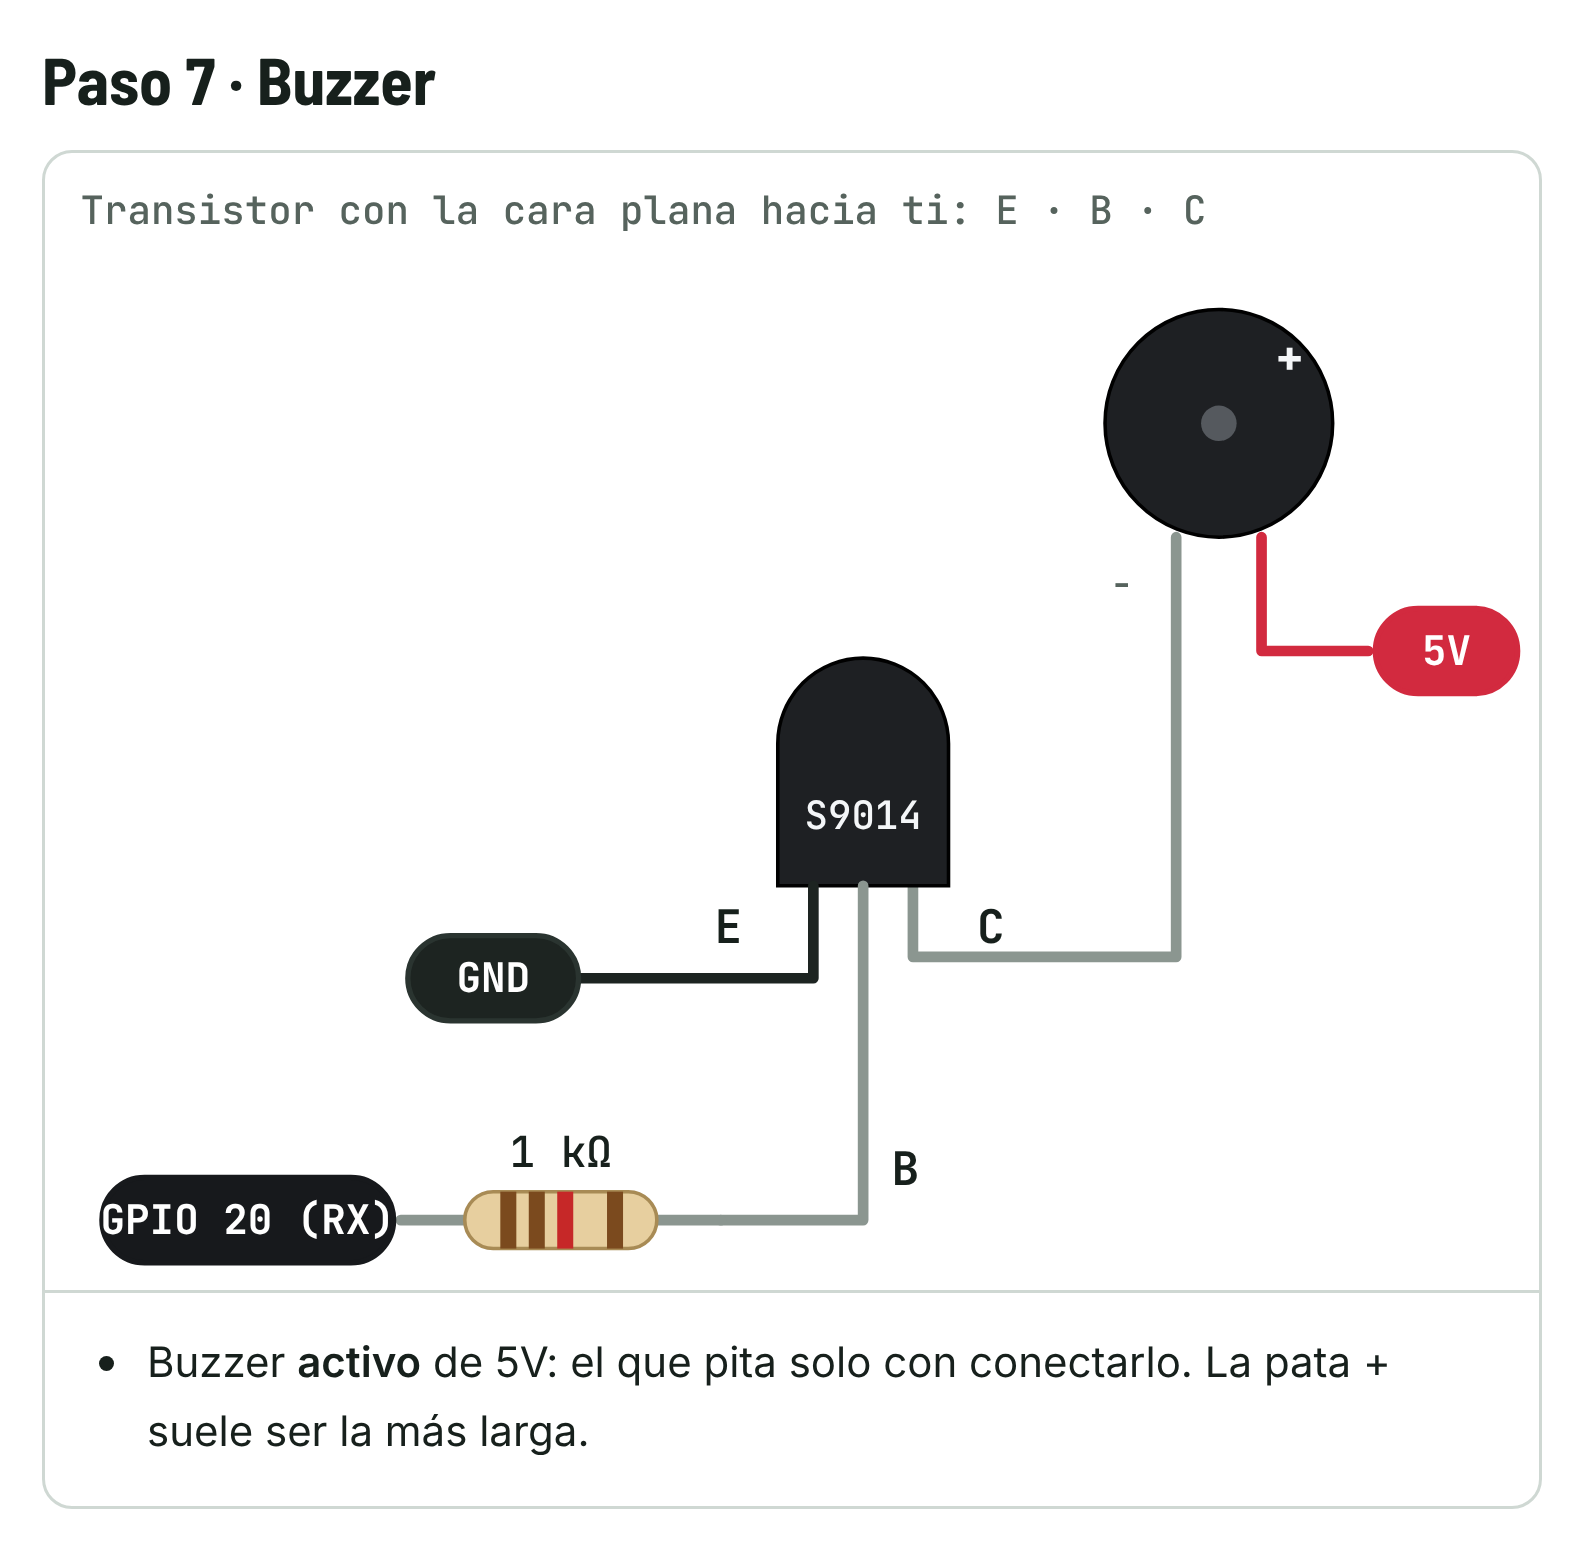 Paso 7 · Buzzer
Transistor con la cara plana hacia ti: E · B · C
+
-
5V
S9014
E
C
GND
1 kΩ
B
GPIO 20 (RX)
• Buzzer activo de 5V: el que pita solo con conectarlo. La pata +
suele ser la más larga.